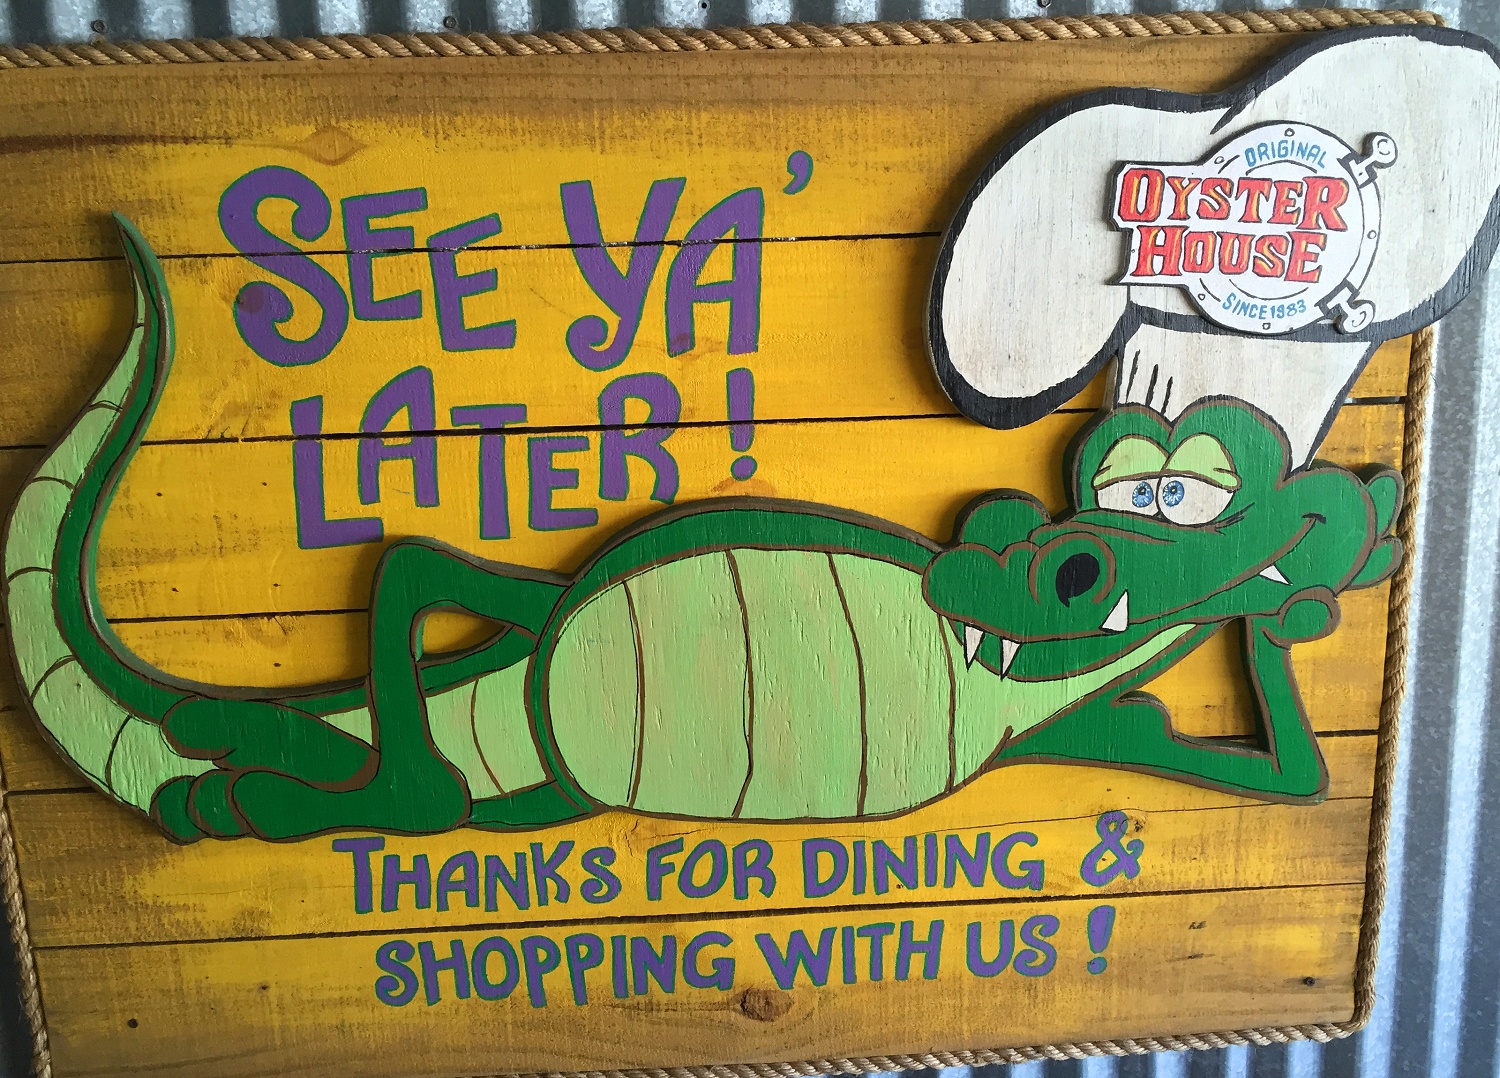 SEE YA'
LATER!
ORIGINAL
OYSTER
HOUSE
SINCE 1983
THANKS FOR DINING &
SHOPPING WITH US!